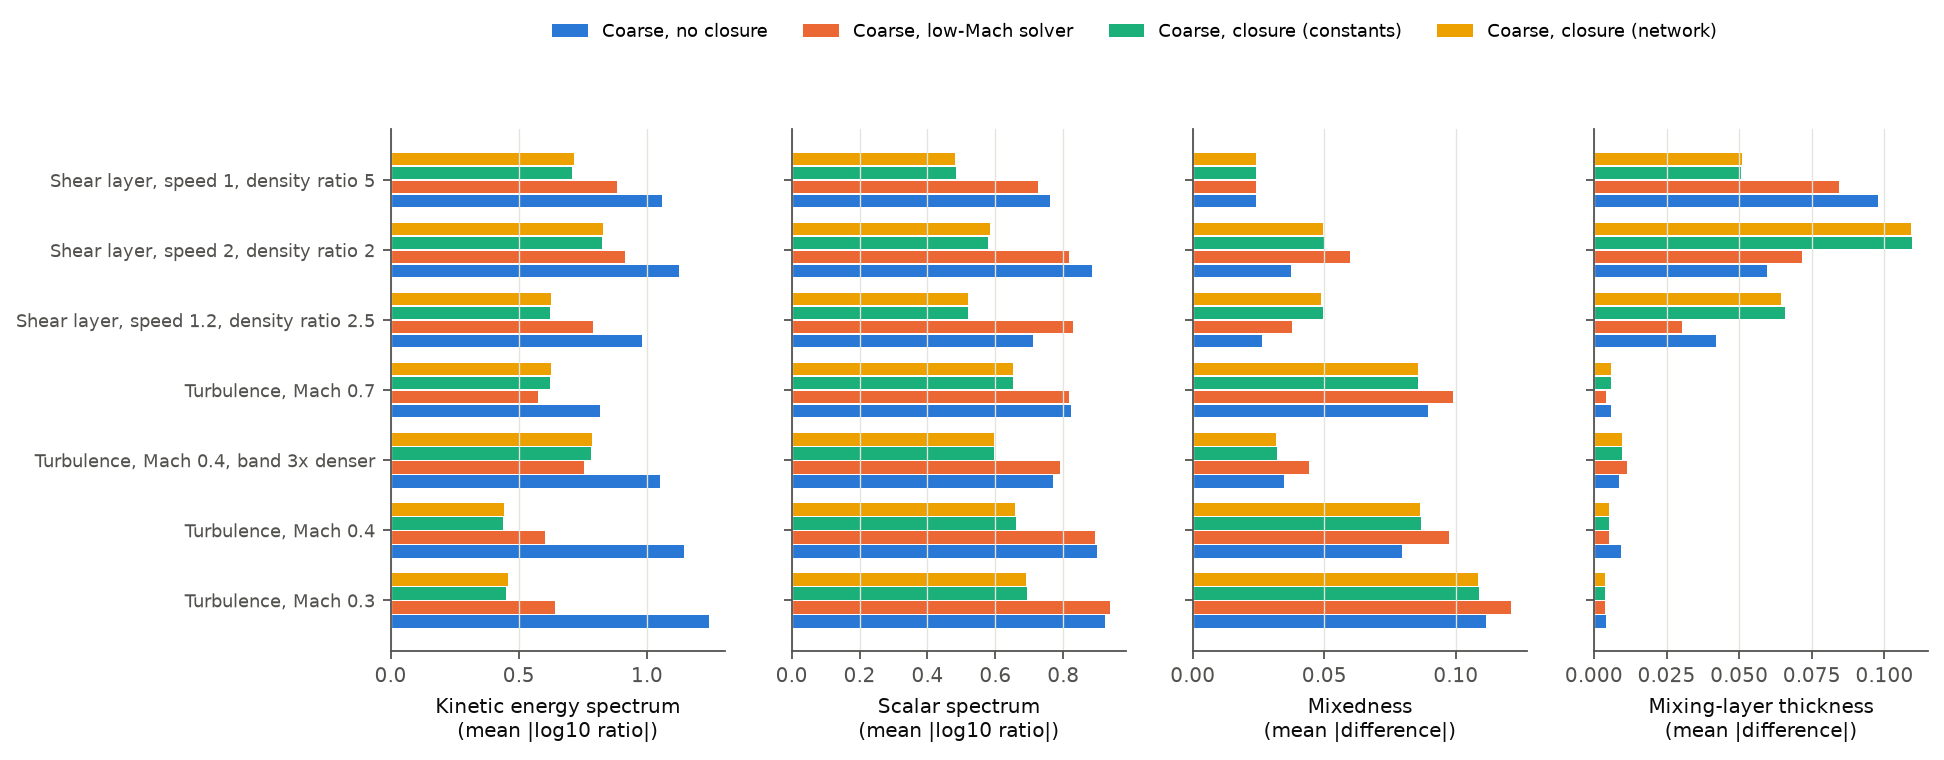 Coarse, no closure
Coarse, low-Mach solver
Coarse, closure (constants)
Coarse, closure (network)
Shear layer, speed 1, density ratio 5
Shear layer, speed 2, density ratio 2
Shear layer, speed 1.2, density ratio 2.5
Turbulence, Mach 0.7
Turbulence, Mach 0.4, band 3x denser
Turbulence, Mach 0.4
Turbulence, Mach 0.3
0.0 0.5 1.0
Kinetic energy spectrum
(mean |log10 ratio|)
0.0 0.2 0.4 0.6 0.8
Scalar spectrum
(mean |log10 ratio|)
0.00 0.05 0.10
Mixedness
(mean |difference|)
0.000 0.025 0.050 0.075 0.100
Mixing-layer thickness
(mean |difference|)